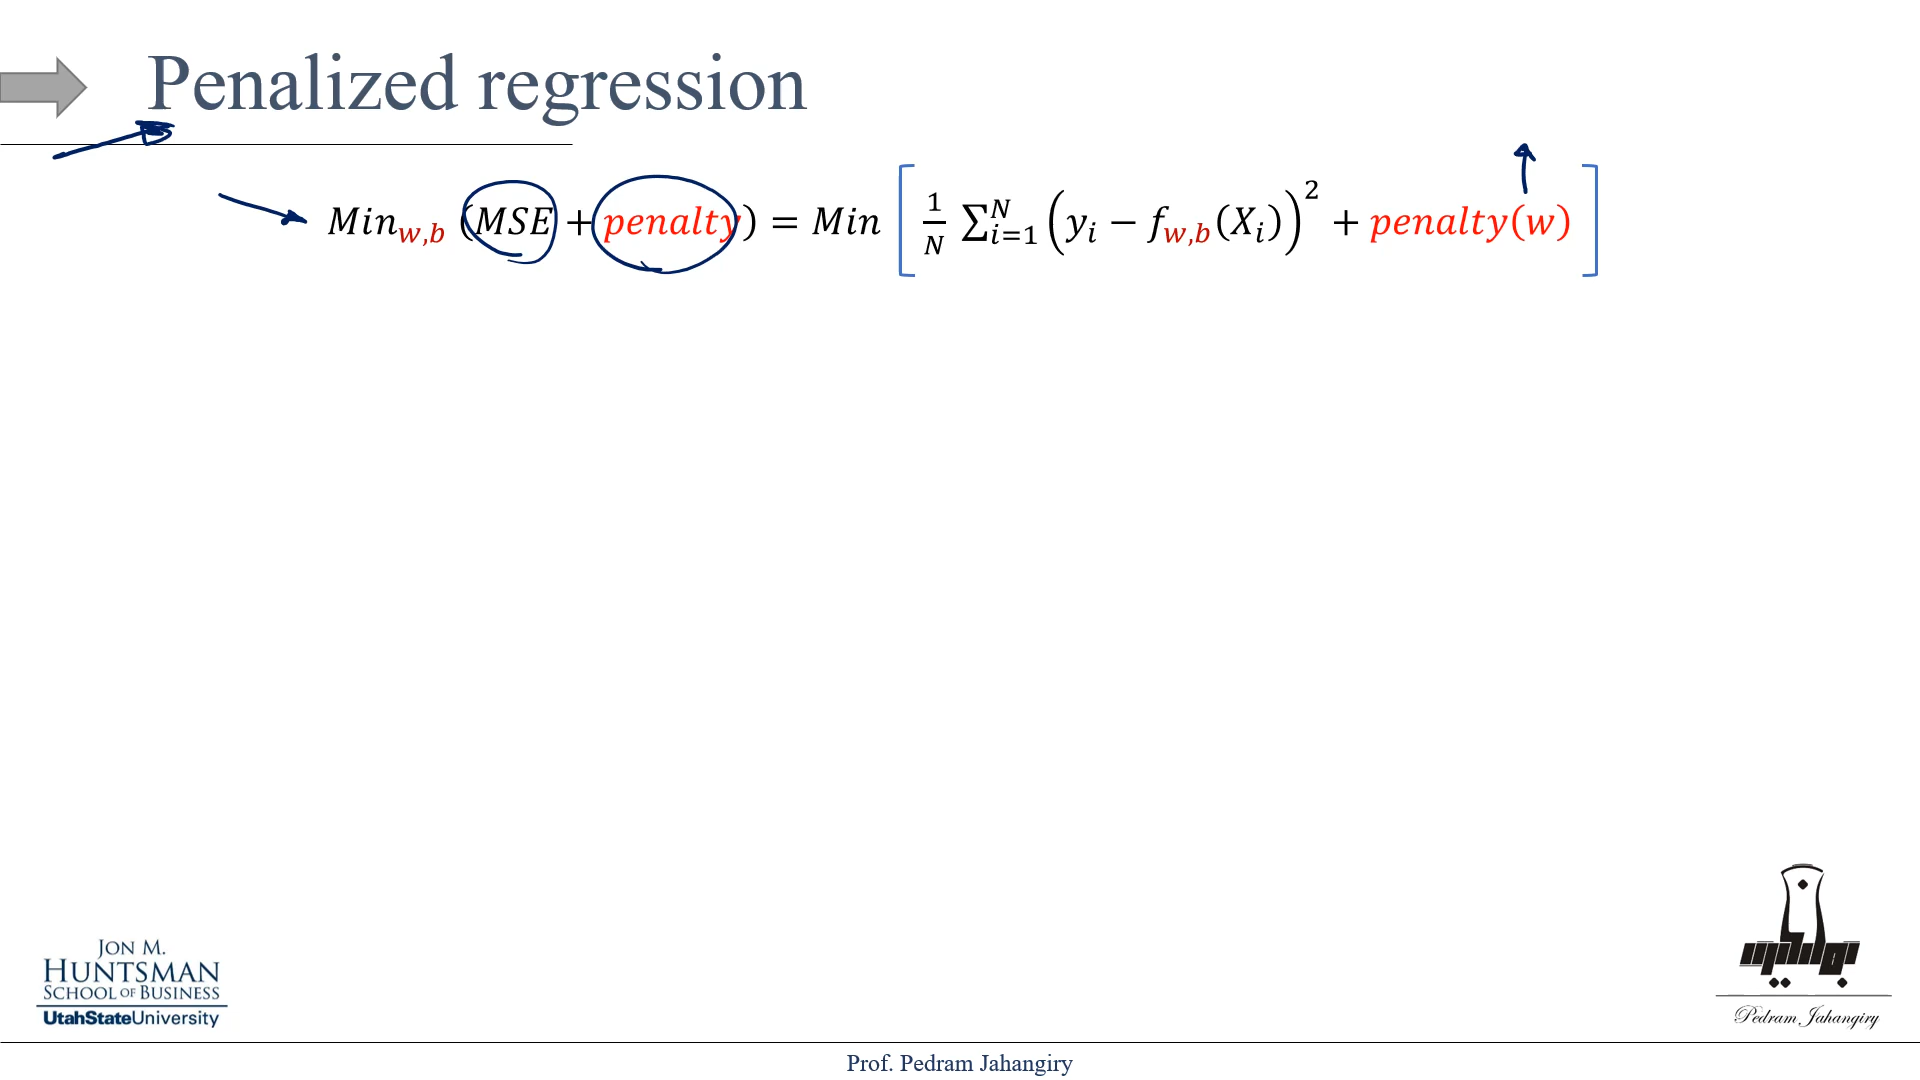 Penalized regression
Min_{w,b} (MSE + penalty) = Min [ 1/N ∑_{i=1}^{N} (y_i − f_{w,b}(X_i))^2 + penalty(w) ]
JON M.
HUNTSMAN
SCHOOL OF BUSINESS
UtahStateUniversity
Pedram Jahangiry
Prof. Pedram Jahangiry